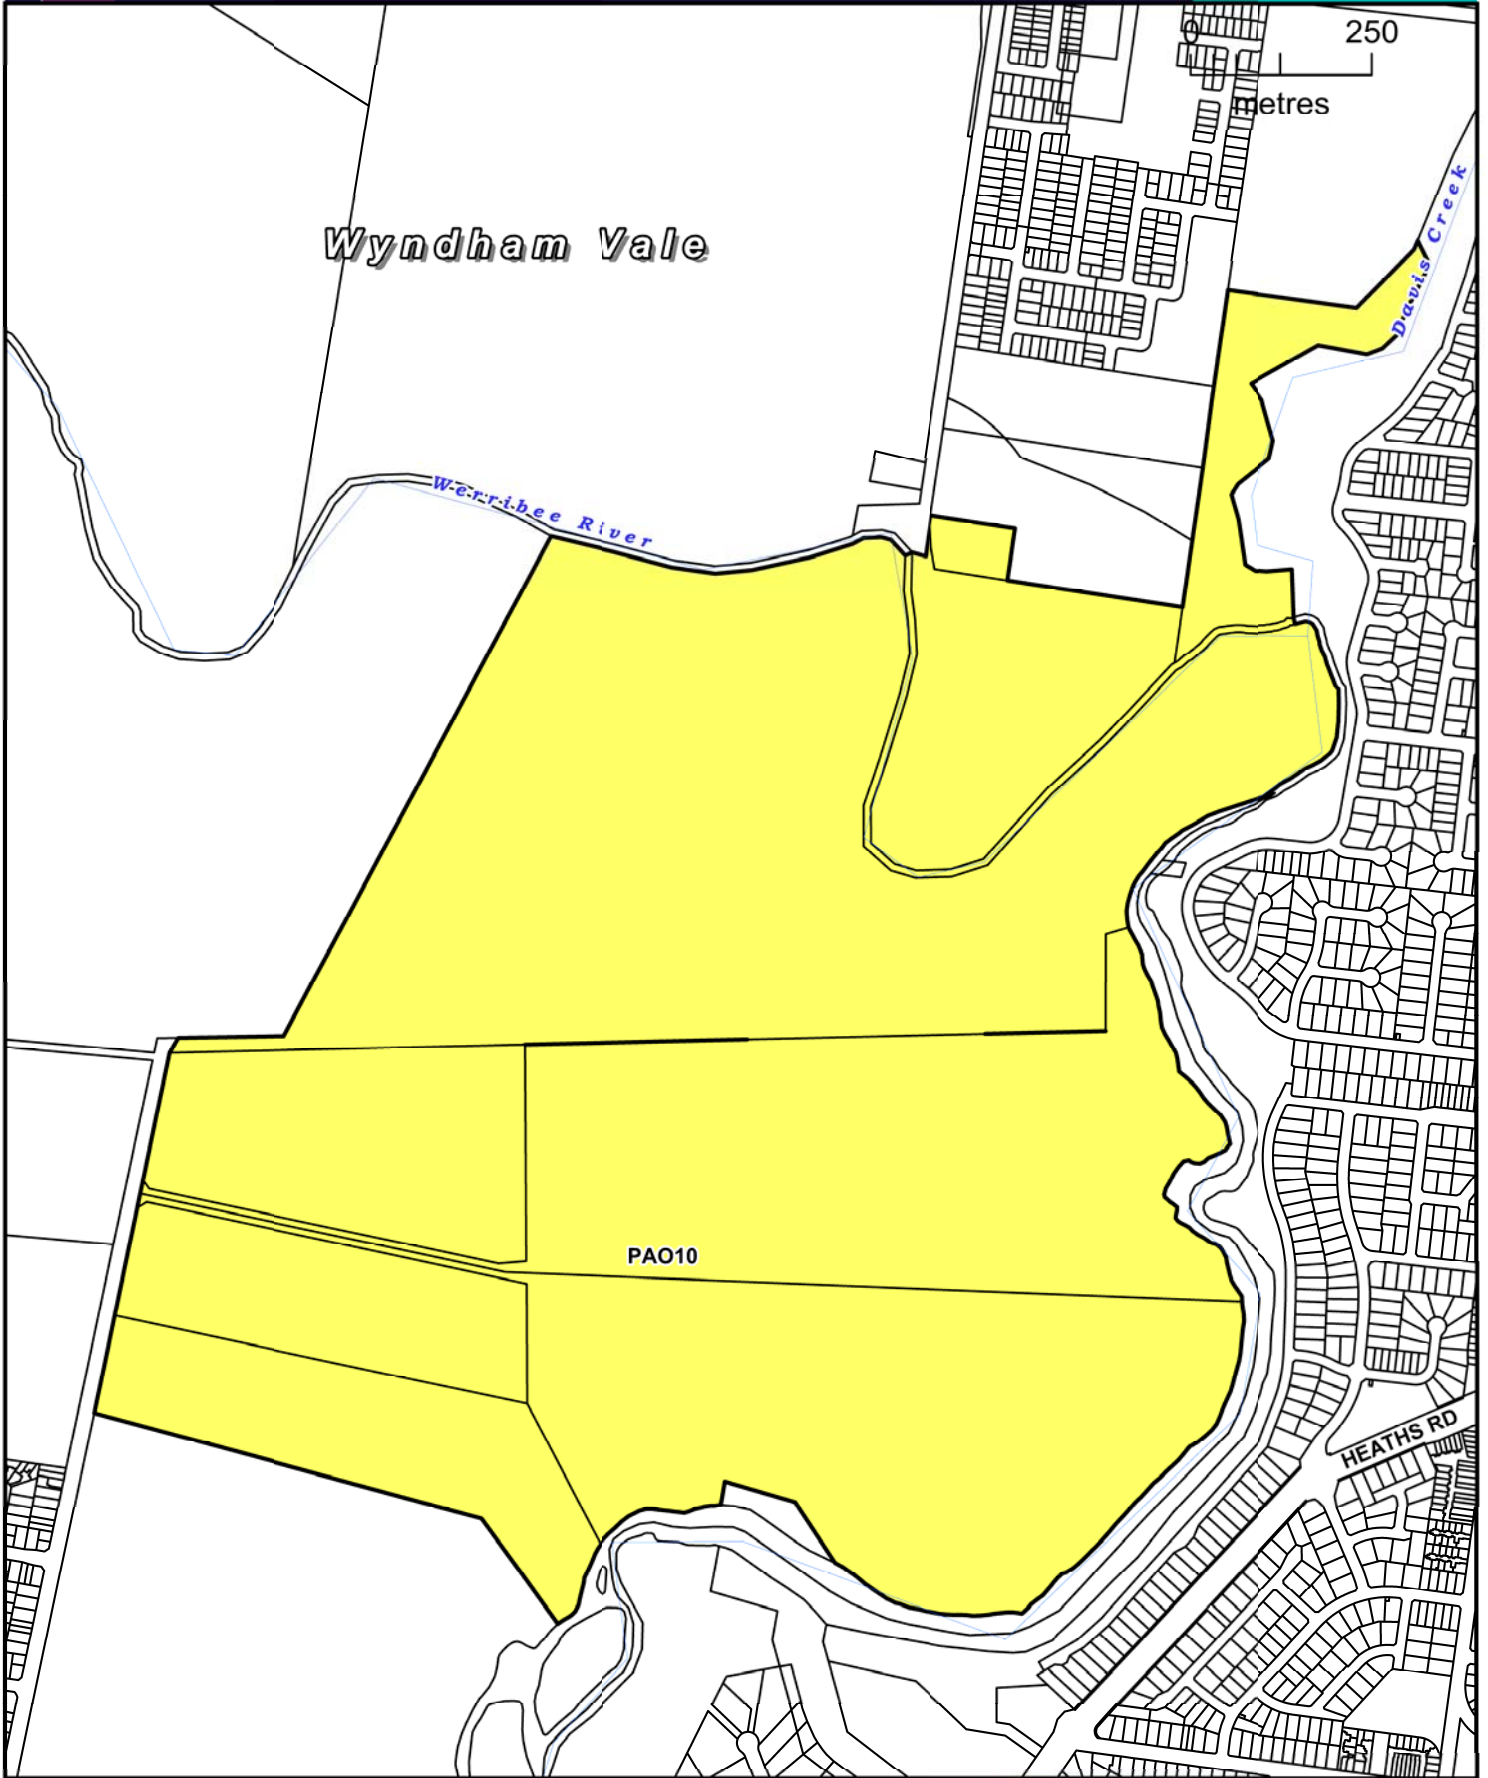 0 250
metres
Davis Creek
Wyndham Vale
Werribee River
PAO10
HEATHS RD